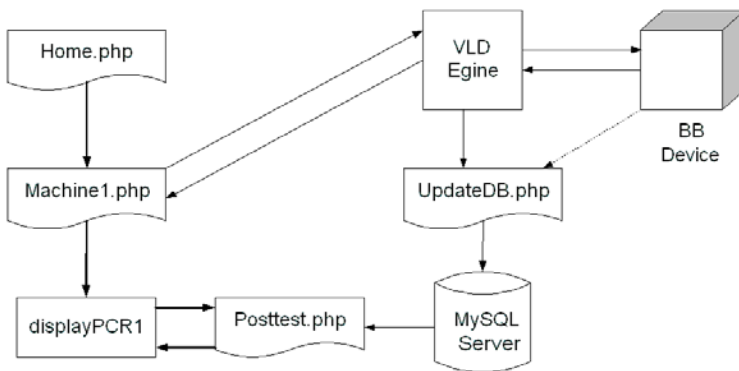 Home.php
VLD
Egine
BB
Device
Machine1.php
UpdateDB.php
displayPCR1
Posttest.php
MySQL
Server